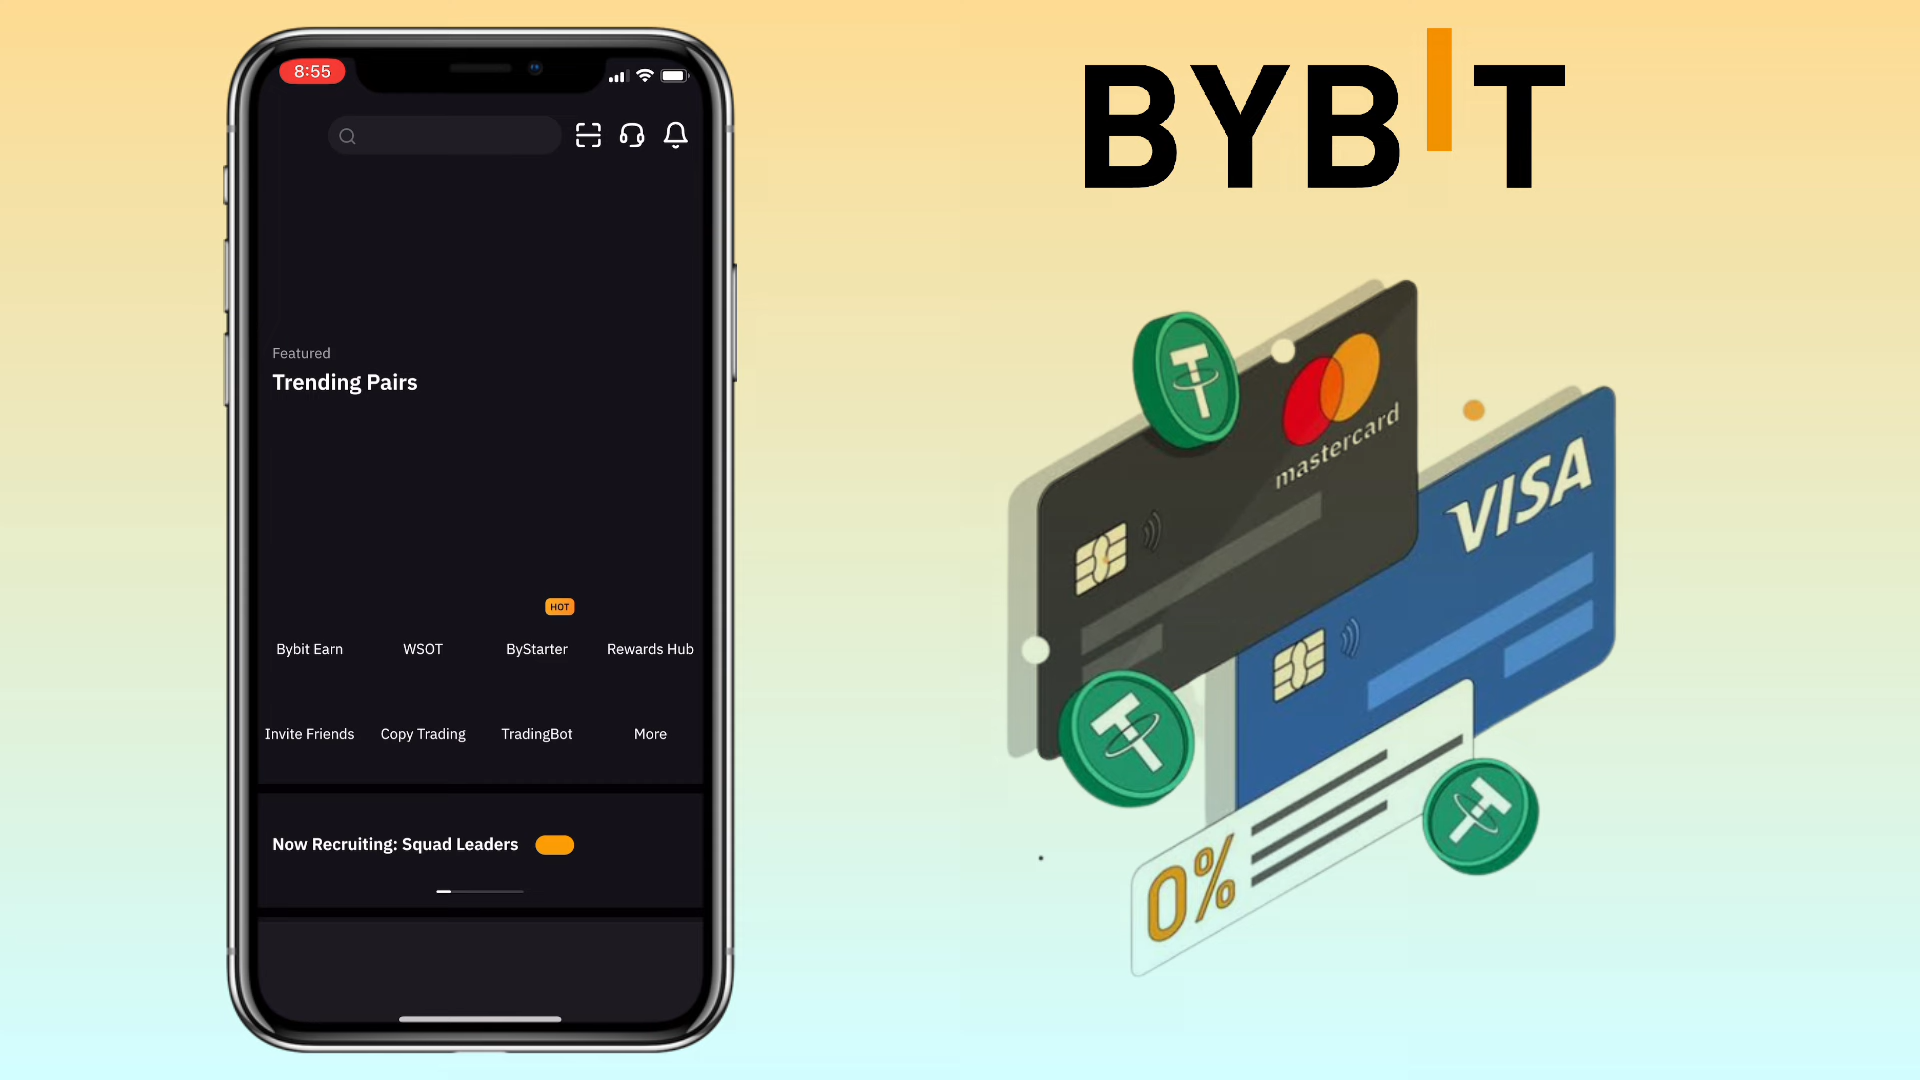 8:55
Featured
Trending Pairs
HOT
Bybit Earn
WSOT
ByStarter
Rewards Hub
Invite Friends
Copy Trading
TradingBot
More
Now Recruiting: Squad Leaders
BYBIT
mastercard
VISA
0%